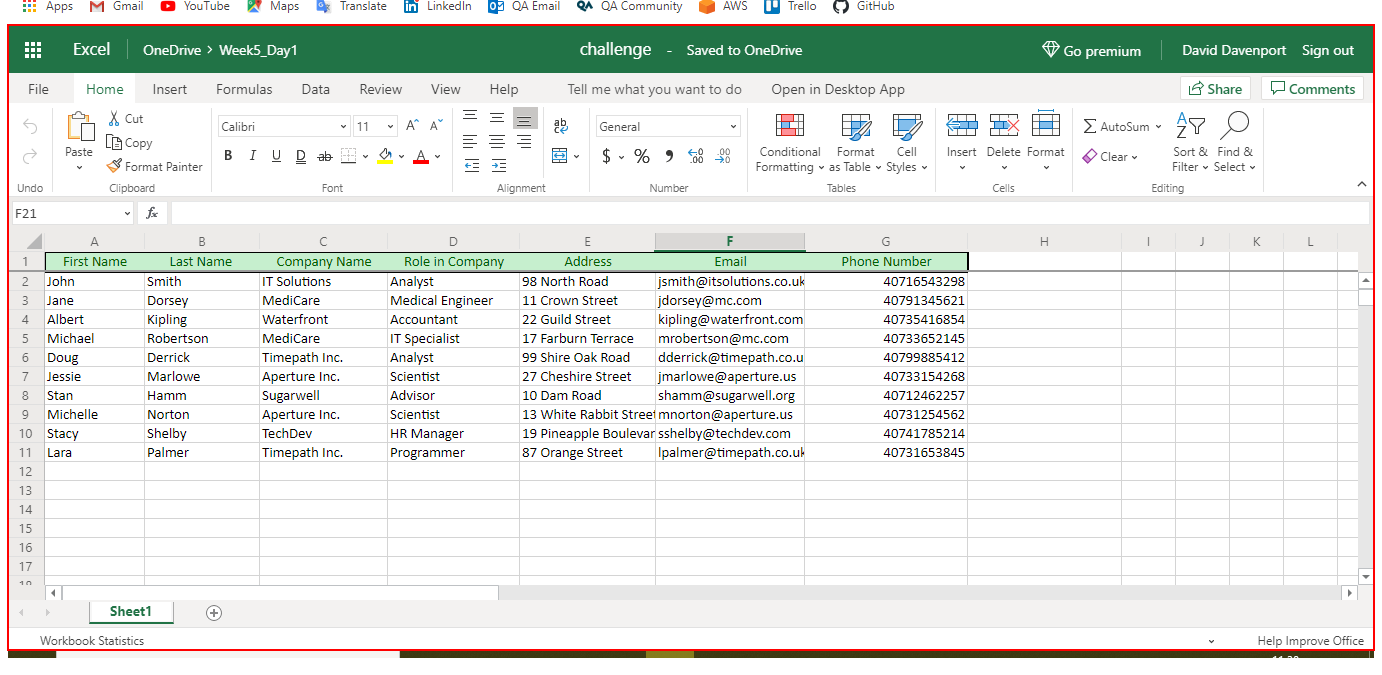 Apps Gmail YouTube Maps Translate LinkedIn QA Email QA Community AWS Trello GitHub
Excel OneDrive > Week5_Day1 challenge - Saved to OneDrive Go premium David Davenport Sign out
File Home Insert Formulas Data Review View Help Tell me what you want to do Open in Desktop App Share Comments
Cut
Copy
Format Painter
Paste
Calibri 11
B I U D ab
A A A
ab
General
$ % 9 .00 .00
Conditional Formatting
Format as Table
Cell Styles
Insert Delete Format
AutoSum
Clear
Sort & Filter
Find & Select
Undo Clipboard Font Alignment Number Tables Cells Editing
F21 fx
A B C D E F G H I J K L
1 First Name Last Name Company Name Role in Company Address Email Phone Number
2 John Smith IT Solutions Analyst 98 North Road jsmith@itsolutions.co.uk 40716543298
3 Jane Dorsey MediCare Medical Engineer 11 Crown Street jdorsey@mc.com 40791345621
4 Albert Kipling Waterfront Accountant 22 Guild Street kipling@waterfront.com 40735416854
5 Michael Robertson MediCare IT Specialist 17 Farburn Terrace mrobertson@mc.com 40733652145
6 Doug Derrick Timepath Inc. Analyst 99 Shire Oak Road dderrick@timepath.co.u 40799885412
7 Jessie Marlowe Aperture Inc. Scientist 27 Cheshire Street jmarlowe@aperture.us 40733154268
8 Stan Hamm Sugarwell Advisor 10 Dam Road shamm@sugarwell.org 40712462257
9 Michelle Norton Aperture Inc. Scientist 13 White Rabbit Street mnorton@aperture.us 40731254562
10 Stacy Shelby TechDev HR Manager 19 Pineapple Boulevar sshelby@techdev.com 40741785214
11 Lara Palmer Timepath Inc. Programmer 87 Orange Street lpalmer@timepath.co.uk 40731653845
12
13
14
15
16
17
18
Sheet1
Workbook Statistics Help Improve Office